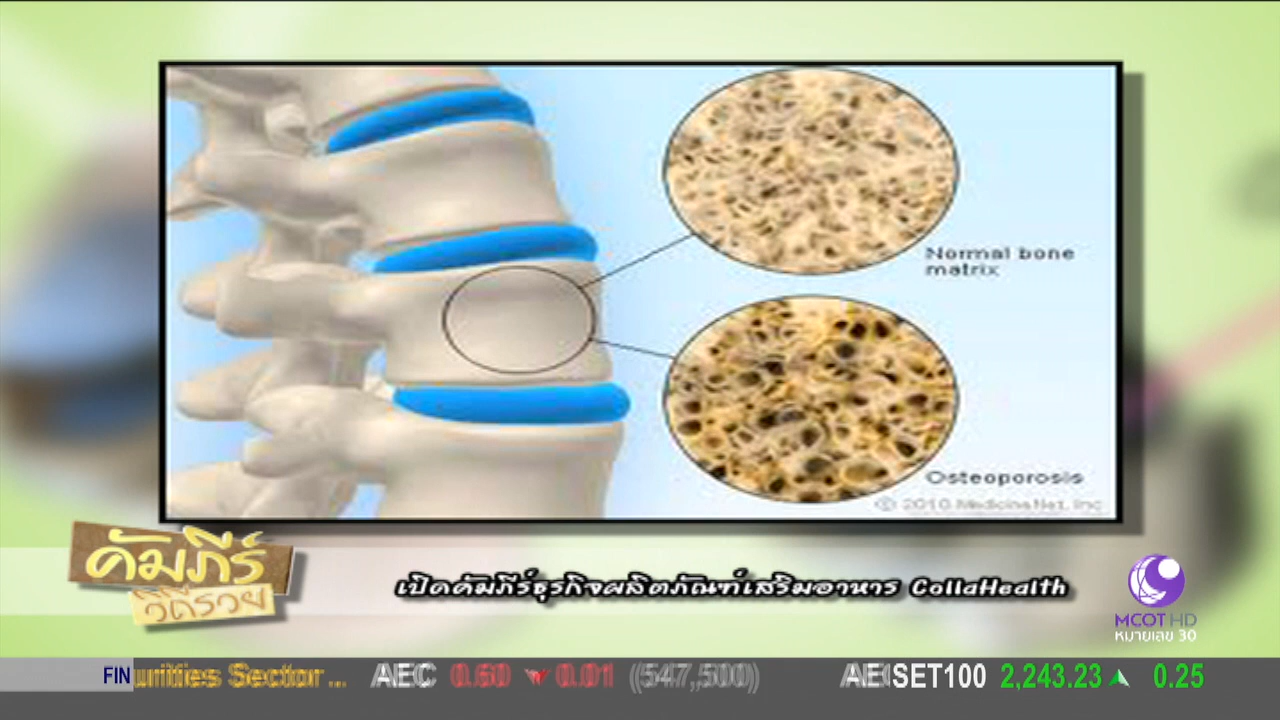 Normal bone
matrix
Osteoporosis
© 2010 MedicineNet, Inc
คัมภีร์
วิถีรวย
เปิดคัมภีร์ธุรกิจผลิตภัณฑ์เสริมอาหาร CollaHealth
MCOT HD
หมายเลข 30
FIN urities Sector... AEC 0.60 0.01 (547,500) SET100 2,243.23 0.25